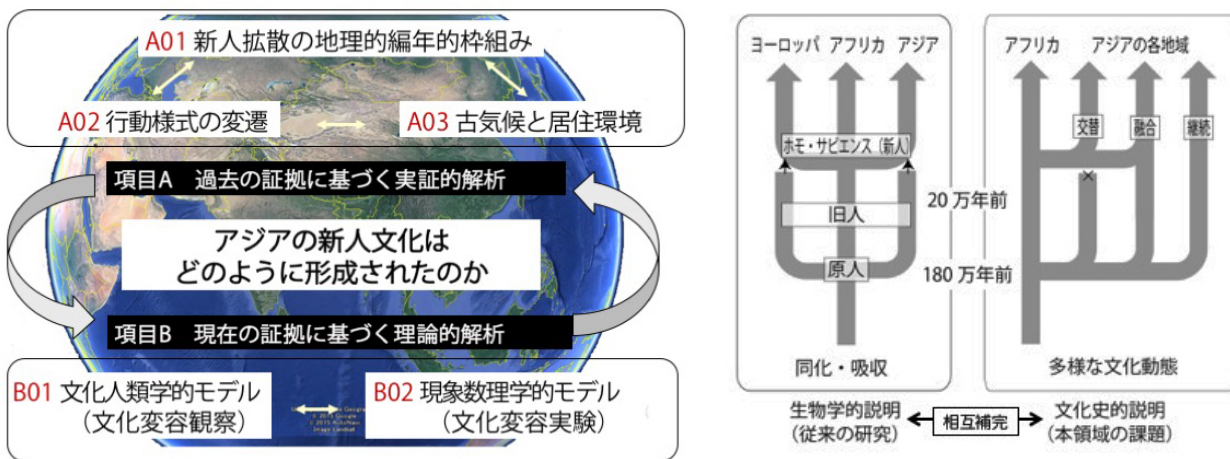 A01 新人拡散の地理的編年的枠組み
A02 行動様式の変遷
A03 古気候と居住環境
項目A 過去の証拠に基づく実証的解析
アジアの新人文化は
どのように形成されたのか
項目B 現在の証拠に基づく理論的解析
B01 文化人類学的モデル
(文化変容観察)
B02 現象数理学的モデル
(文化変容実験)
ヨーロッパ アフリカ アジア
ホモ・サピエンス(新人)
旧人
原人
同化・吸収
20万年前
180万年前
アフリカ アジアの各地域
交替 融合 継続
×
多様な文化動態
生物学的説明
(従来の研究)
相互補完
文化史的説明
(本領域の課題)